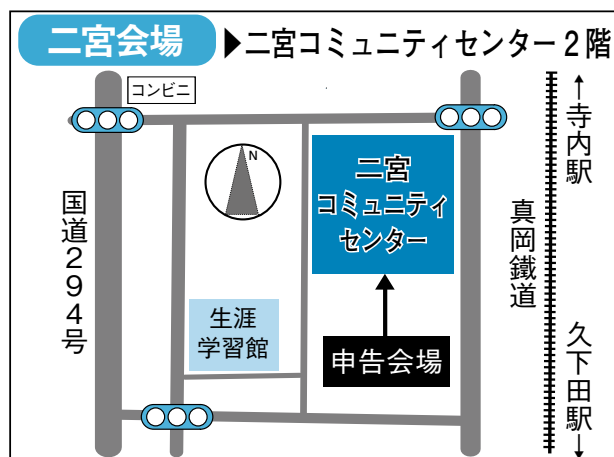 二宮会場
▶二宮コミュニティセンター2階
コンビニ
←寺内駅
N
二宮
コミュニティ
センター
国道294号
真岡鐵道
生涯
学習館
申告会場
久下田駅→